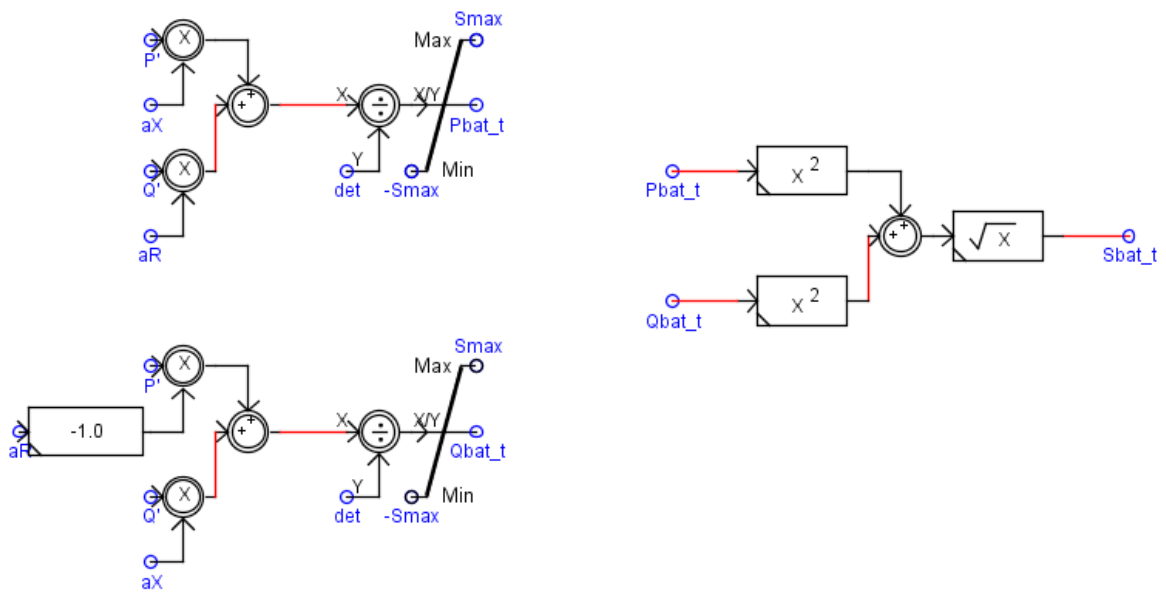 Smax
X
Max
P'
+
+
X
÷
X/Y
aX
Pbat_t
X
Y
Min
Q'
det
-Smax
aR
Pbat_t
X 2
+
+
√X
Sbat_t
Qbat_t
X 2
Smax
X
Max
P'
-1.0
aR
+
+
X
÷
X/Y
Qbat_t
X
Y
Min
Q'
det
-Smax
aX